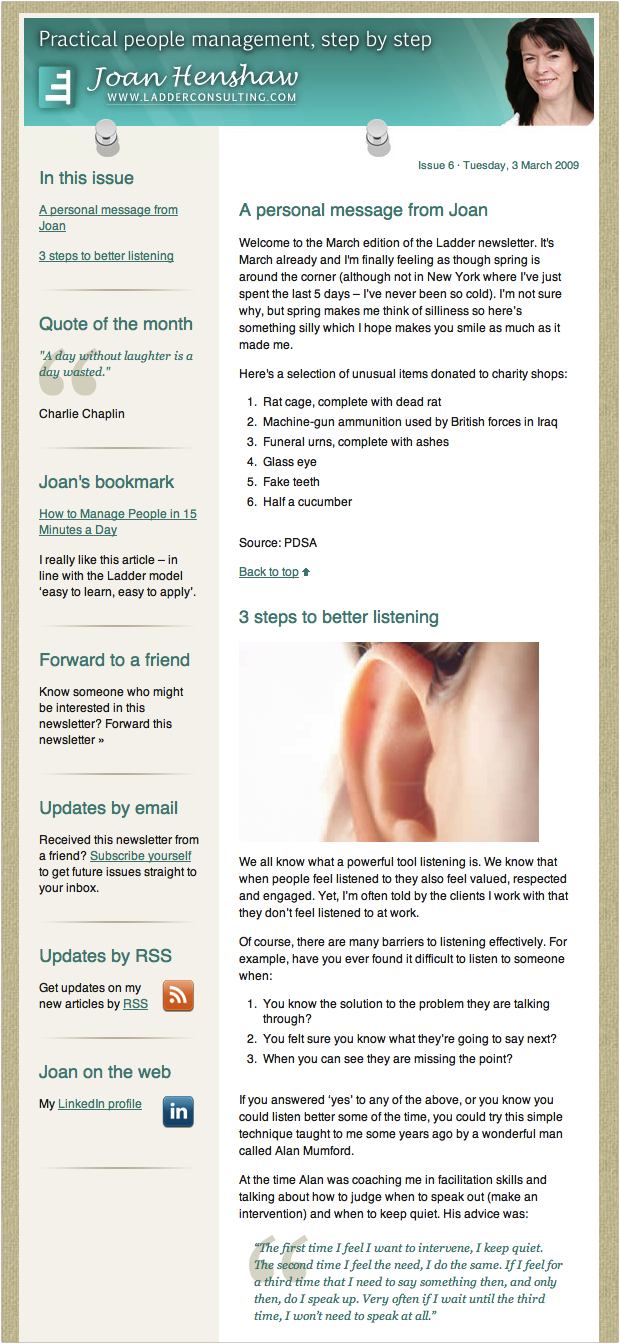 Practical people management, step by step
Joan Henshaw
WWW.LADDERCONSULTING.COM
In this issue
A personal message from
Joan
3 steps to better listening
Quote of the month
"A day without laughter is a
day wasted."
Charlie Chaplin
Joan's bookmark
How to Manage People in 15
Minutes a Day
I really like this article – in
line with the Ladder model
‘easy to learn, easy to apply’.
Forward to a friend
Know someone who might
be interested in this
newsletter? Forward this
newsletter »
Updates by email
Received this newsletter from
a friend? Subscribe yourself
to get future issues straight to
your inbox.
Updates by RSS
Get updates on my
new articles by RSS
Joan on the web
My LinkedIn profile
in
Issue 6 · Tuesday, 3 March 2009
A personal message from Joan
Welcome to the March edition of the Ladder newsletter. It's
March already and I'm finally feeling as though spring is
around the corner (although not in New York where I've just
spent the last 5 days – I've never been so cold). I'm not sure
why, but spring makes me think of silliness so here's
something silly which I hope makes you smile as much as it
made me.
Here's a selection of unusual items donated to charity shops:
1. Rat cage, complete with dead rat
2. Machine-gun ammunition used by British forces in Iraq
3. Funeral urns, complete with ashes
4. Glass eye
5. Fake teeth
6. Half a cucumber
Source: PDSA
Back to top
3 steps to better listening
We all know what a powerful tool listening is. We know that
when people feel listened to they also feel valued, respected
and engaged. Yet, I'm often told by the clients I work with that
they don't feel listened to at work.
Of course, there are many barriers to listening effectively. For
example, have you ever found it difficult to listen to someone
when:
1. You know the solution to the problem they are talking
through?
2. You felt sure you know what they're going to say next?
3. When you can see they are missing the point?
If you answered ‘yes’ to any of the above, or you know you
could listen better some of the time, you could try this simple
technique taught to me some years ago by a wonderful man
called Alan Mumford.
At the time Alan was coaching me in facilitation skills and
talking about how to judge when to speak out (make an
intervention) and when to keep quiet. His advice was:
“The first time I feel I want to intervene, I keep quiet.
The second time I feel the need, I do the same. If I feel for
a third time that I need to say something then, and only
then, do I speak up. Very often if I wait until the third
time, I won't need to speak at all.”